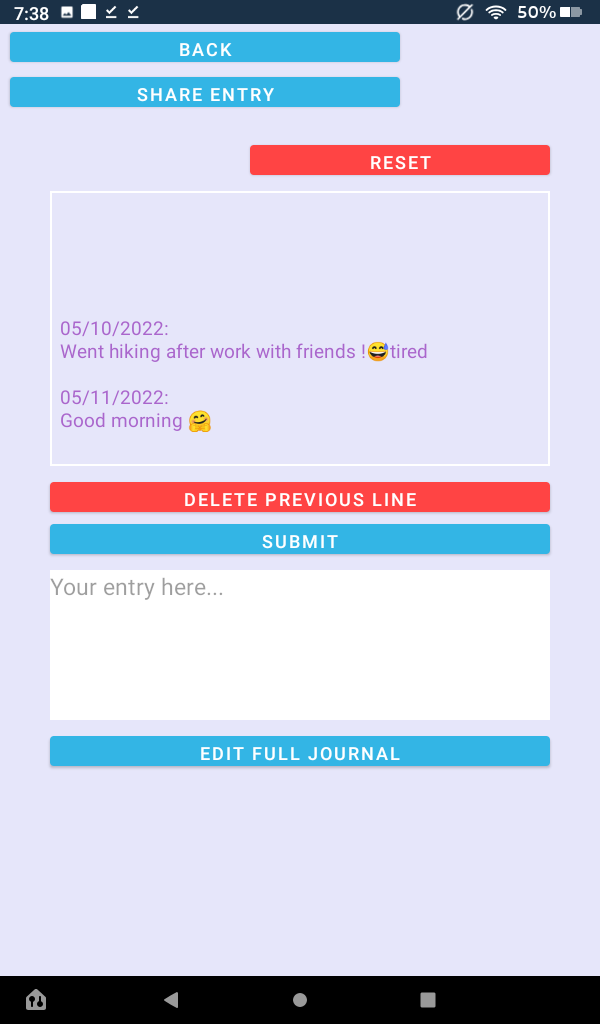 7:38 50%
BACK
SHARE ENTRY
RESET
05/10/2022:
Went hiking after work with friends !😅tired
05/11/2022:
Good morning 🤗
DELETE PREVIOUS LINE
SUBMIT
Your entry here...
EDIT FULL JOURNAL